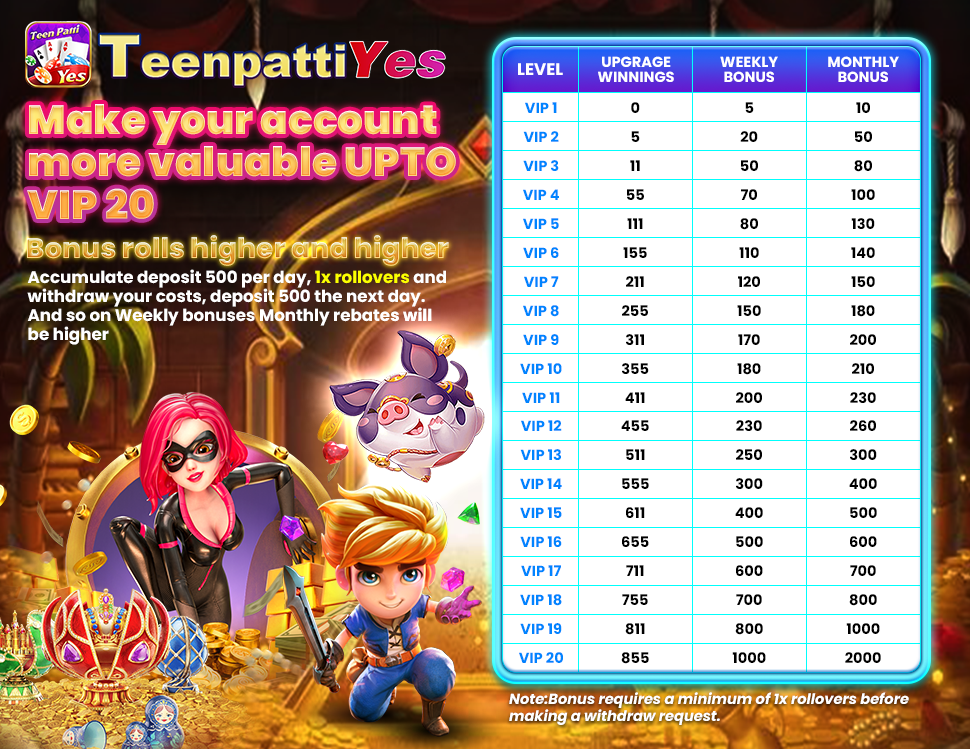 Teen Patti
Yes
TeenpattiYes
Make your account
more valuable UPTO
VIP 20
Bonus rolls higher and higher
Accumulate deposit 500 per day, 1x rollovers and
withdraw your costs, deposit 500 the next day.
And so on Weekly bonuses Monthly rebates will
be higher
LEVEL UPGRAGE WINNINGS WEEKLY BONUS MONTHLY BONUS
VIP 1 0 5 10
VIP 2 5 20 50
VIP 3 11 50 80
VIP 4 55 70 100
VIP 5 111 80 130
VIP 6 155 110 140
VIP 7 211 120 150
VIP 8 255 150 180
VIP 9 311 170 200
VIP 10 355 180 210
VIP 11 411 200 230
VIP 12 455 230 260
VIP 13 511 250 300
VIP 14 555 300 400
VIP 15 611 400 500
VIP 16 655 500 600
VIP 17 711 600 700
VIP 18 755 700 800
VIP 19 811 800 1000
VIP 20 855 1000 2000
Note:Bonus requires a minimum of 1x rollovers before
making a withdraw request.